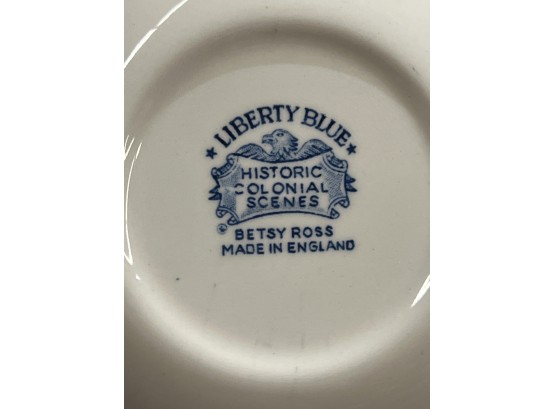 ★ LIBERTY BLUE ★
HISTORIC
COLONIAL
SCENES
BETSY ROSS
MADE IN ENGLAND